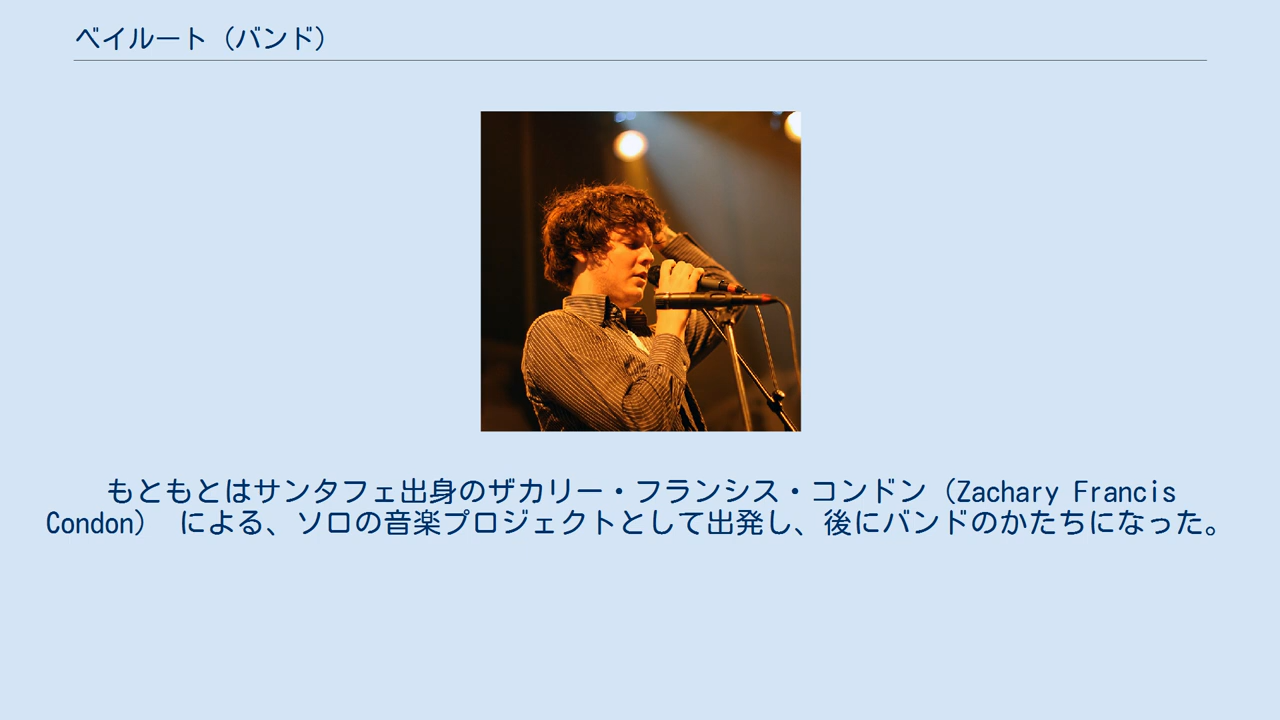 ベイルート（バンド）
もともとはサンタフェ出身のザカリー・フランシス・コンドン（Zachary Francis
Condon） による、ソロの音楽プロジェクトとして出発し、後にバンドのかたちになった。